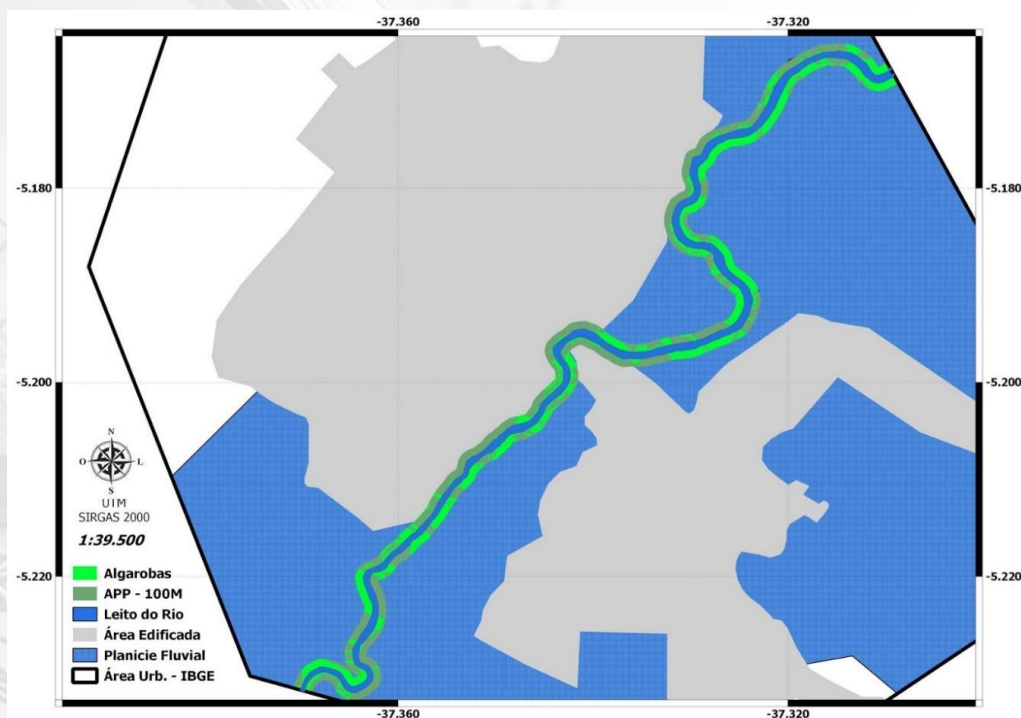 -37.360
-37.320
-5.180
-5.180
-5.200
-5.200
N
O
L
S
UIM
SIRGAS 2000
1:39.500
-5.220
-5.220
Algarobas
APP - 100M
Leito do Rio
Área Edificada
Planicie Fluvial
Área Urb. - IBGE
-37.360
-37.320